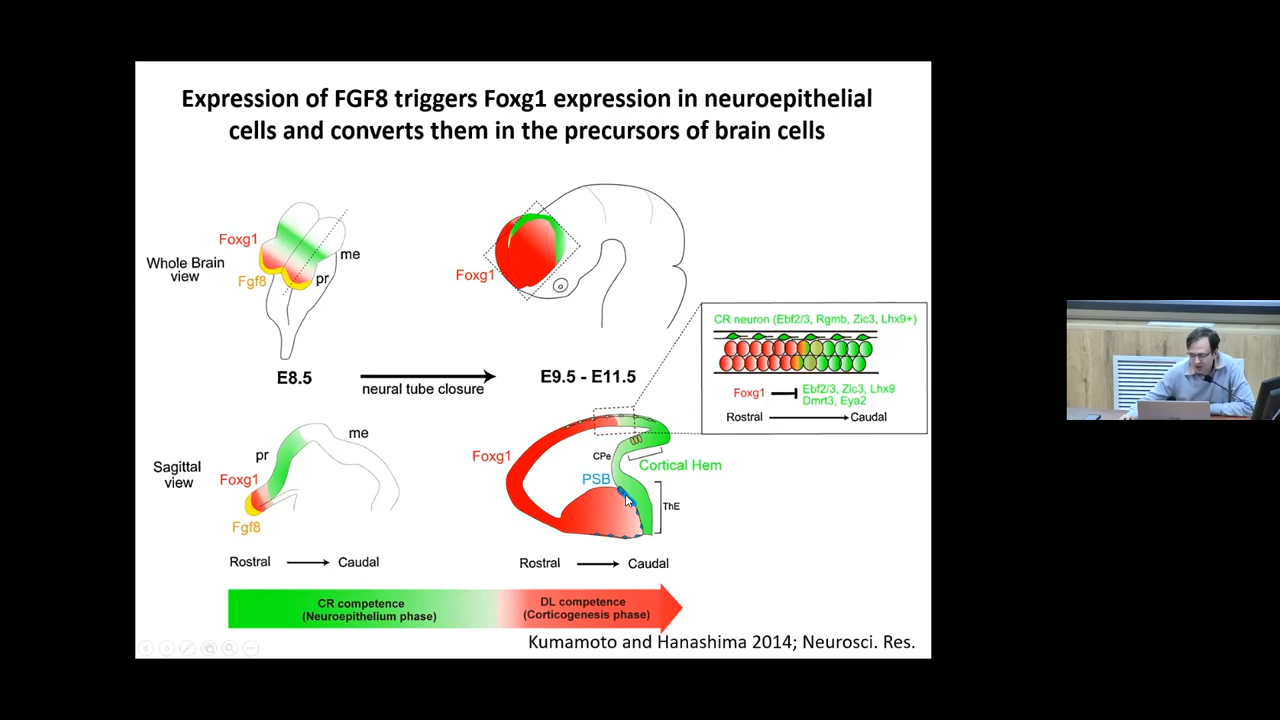 Expression of FGF8 triggers Foxg1 expression in neuroepithelial
cells and converts them in the precursors of brain cells
Whole Brain
view
Foxg1
Fgf8
me
pr
E8.5
neural tube closure
Foxg1
E9.5 - E11.5
CR neuron (Ebf2/3, Rgmb, Zic3, Lhx9+)
Foxg1
Ebf2/3, Zic3, Lhx9
Dmrt3, Eya2
Rostral
Caudal
Sagittal
view
me
pr
Foxg1
Fgf8
Rostral
Caudal
Foxg1
CPe
PSB
Cortical Hem
ThE
Rostral
Caudal
CR competence
(Neuroepithelium phase)
DL competence
(Corticogenesis phase)
Kumamoto and Hanashima 2014; Neurosci. Res.